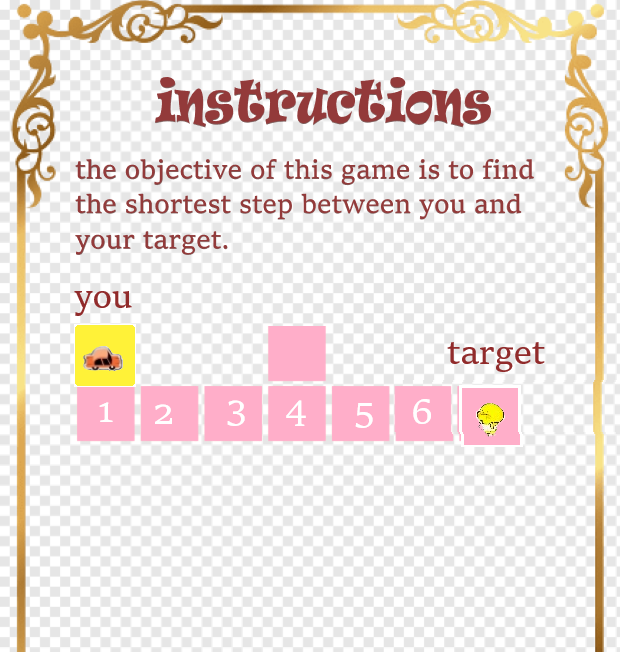 instructions
the objective of this game is to find
the shortest step between you and
your target.
you
target
1 2 3 4 5 6